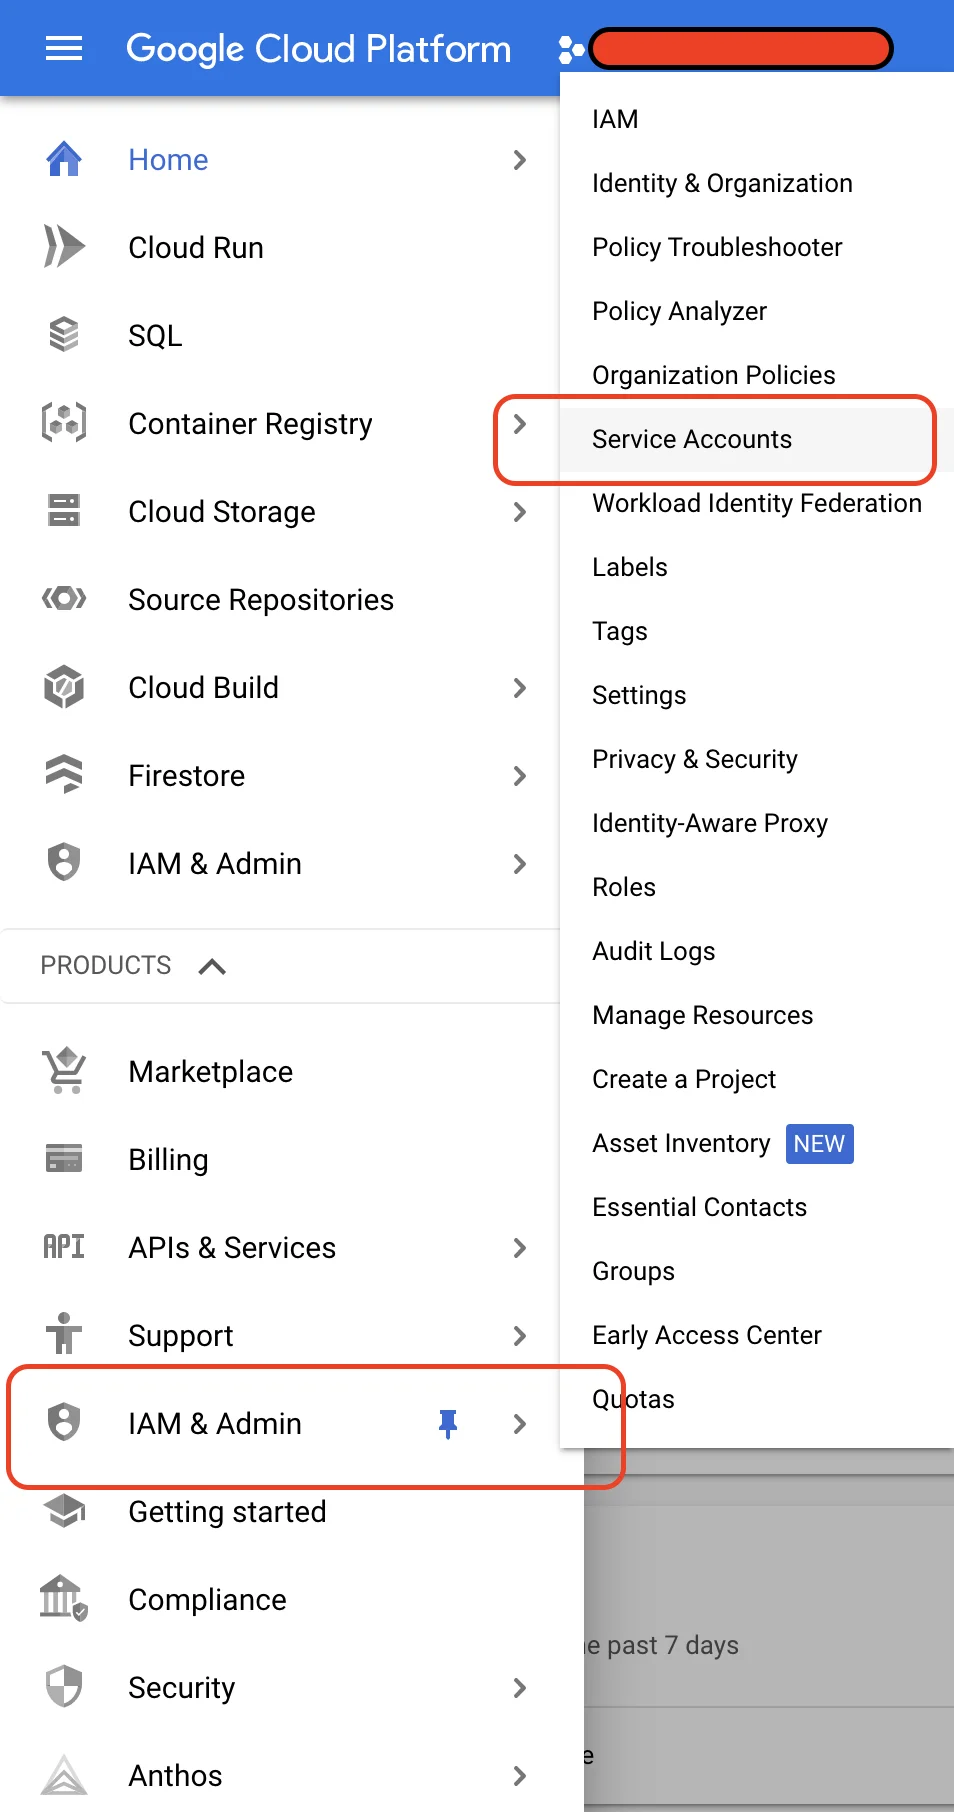 Google Cloud Platform
Home
Cloud Run
SQL
Container Registry
Cloud Storage
Source Repositories
Cloud Build
Firestore
IAM & Admin
PRODUCTS
Marketplace
Billing
API
APIs & Services
Support
IAM & Admin
Getting started
Compliance
Security
Anthos
IAM
Identity & Organization
Policy Troubleshooter
Policy Analyzer
Organization Policies
Service Accounts
Workload Identity Federation
Labels
Tags
Settings
Privacy & Security
Identity-Aware Proxy
Roles
Audit Logs
Manage Resources
Create a Project
Asset Inventory NEW
Essential Contacts
Groups
Early Access Center
Quotas
past 7 days